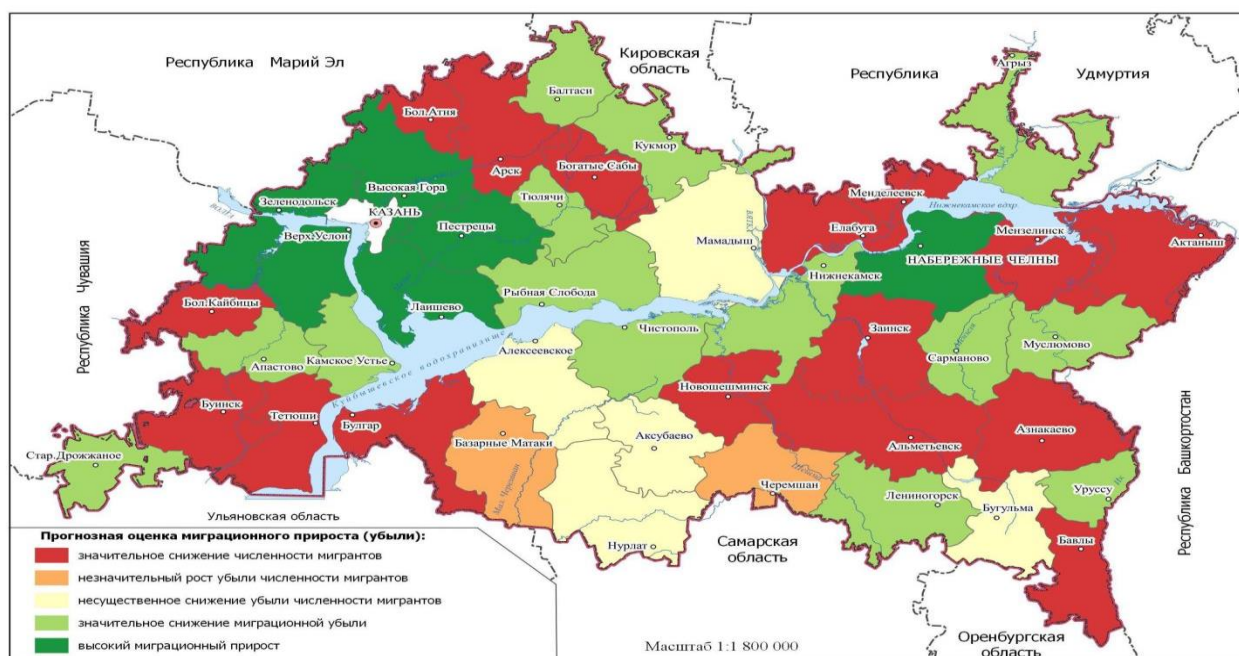 Кировская
область
Республика Марий Эл
Республика
Удмуртия
Агрыз
Балтаси
Бол.Атня
Кукмор
Арск
Богатые Сабы
Высокая Гора
Тюлячи
Менделеевск
Нижнекамское вдхр.
Зеленодольск
ВОЛГА
КАЗАНЬ
Верх.Услон
Пестрецы
ВЯТКА
Мамадыш
Елабуга
Мензелинск
Актаныш
НАБЕРЕЖНЫЕ ЧЕЛНЫ
Нижнекамск
Республика Чувашия
Бол.Кайбицы
Лаишево
Рыбная Слобода
Чистополь
Заинск
Алексеевское
Куйбышевское водохранилище
Апастово
Камское Устье
Сарманово
Муслюмово
Новошешминск
Буинск
Тетюши
Булгар
Базарные Матаки
Аксубаево
Альметьевск
Азнакаево
Республика Башкортостан
Стар.Дрожжаное
Черемшан
Мал. Черемшан
Лениногорск
Бугульма
Уруссу
Ик
Ульяновская область
Нурлат
Самарская
область
Бавлы
Оренбургская
область
Прогнозная оценка миграционного прироста (убыли):
значительное снижение численности мигрантов
незначительный рост убыли численности мигрантов
несущественное снижение убыли численности мигрантов
значительное снижение миграционной убыли
высокий миграционный прирост
Масштаб 1:1 800 000